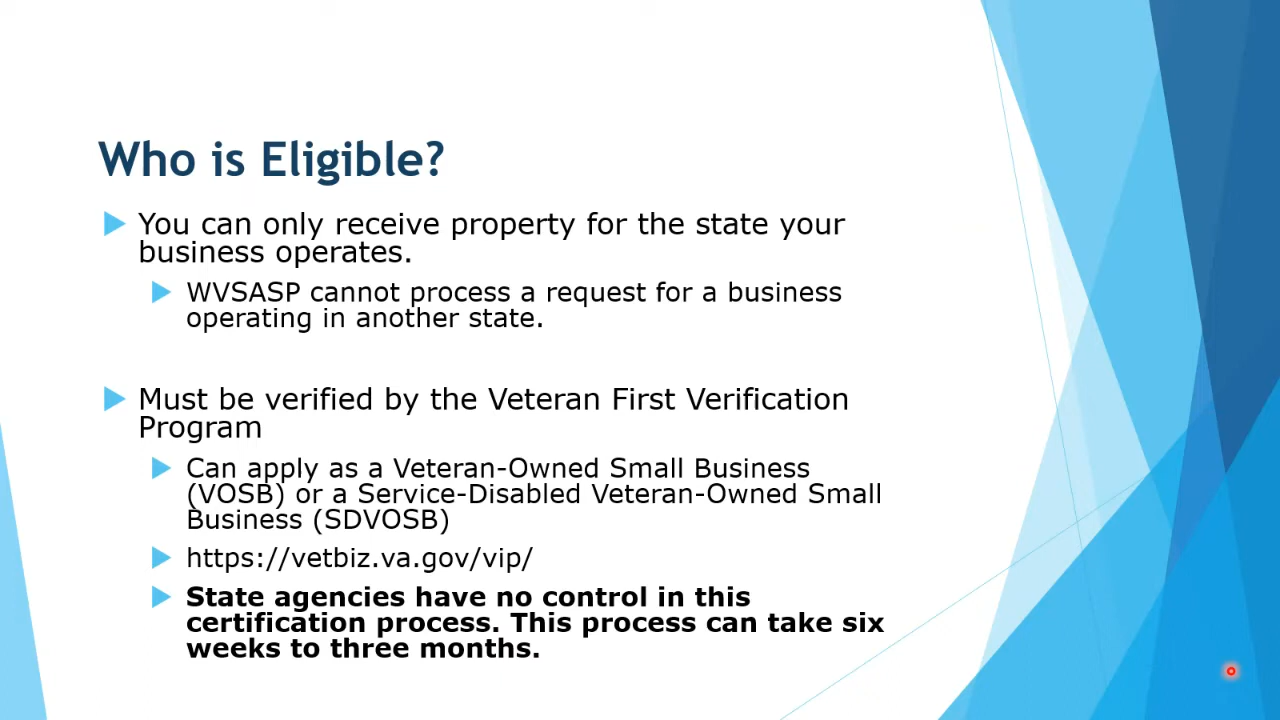 Who is Eligible?
You can only receive property for the state your
business operates.
WVSASP cannot process a request for a business
operating in another state.
Must be verified by the Veteran First Verification
Program
Can apply as a Veteran-Owned Small Business
(VOSB) or a Service-Disabled Veteran-Owned Small
Business (SDVOSB)
https://vetbiz.va.gov/vip/
State agencies have no control in this
certification process. This process can take six
weeks to three months.